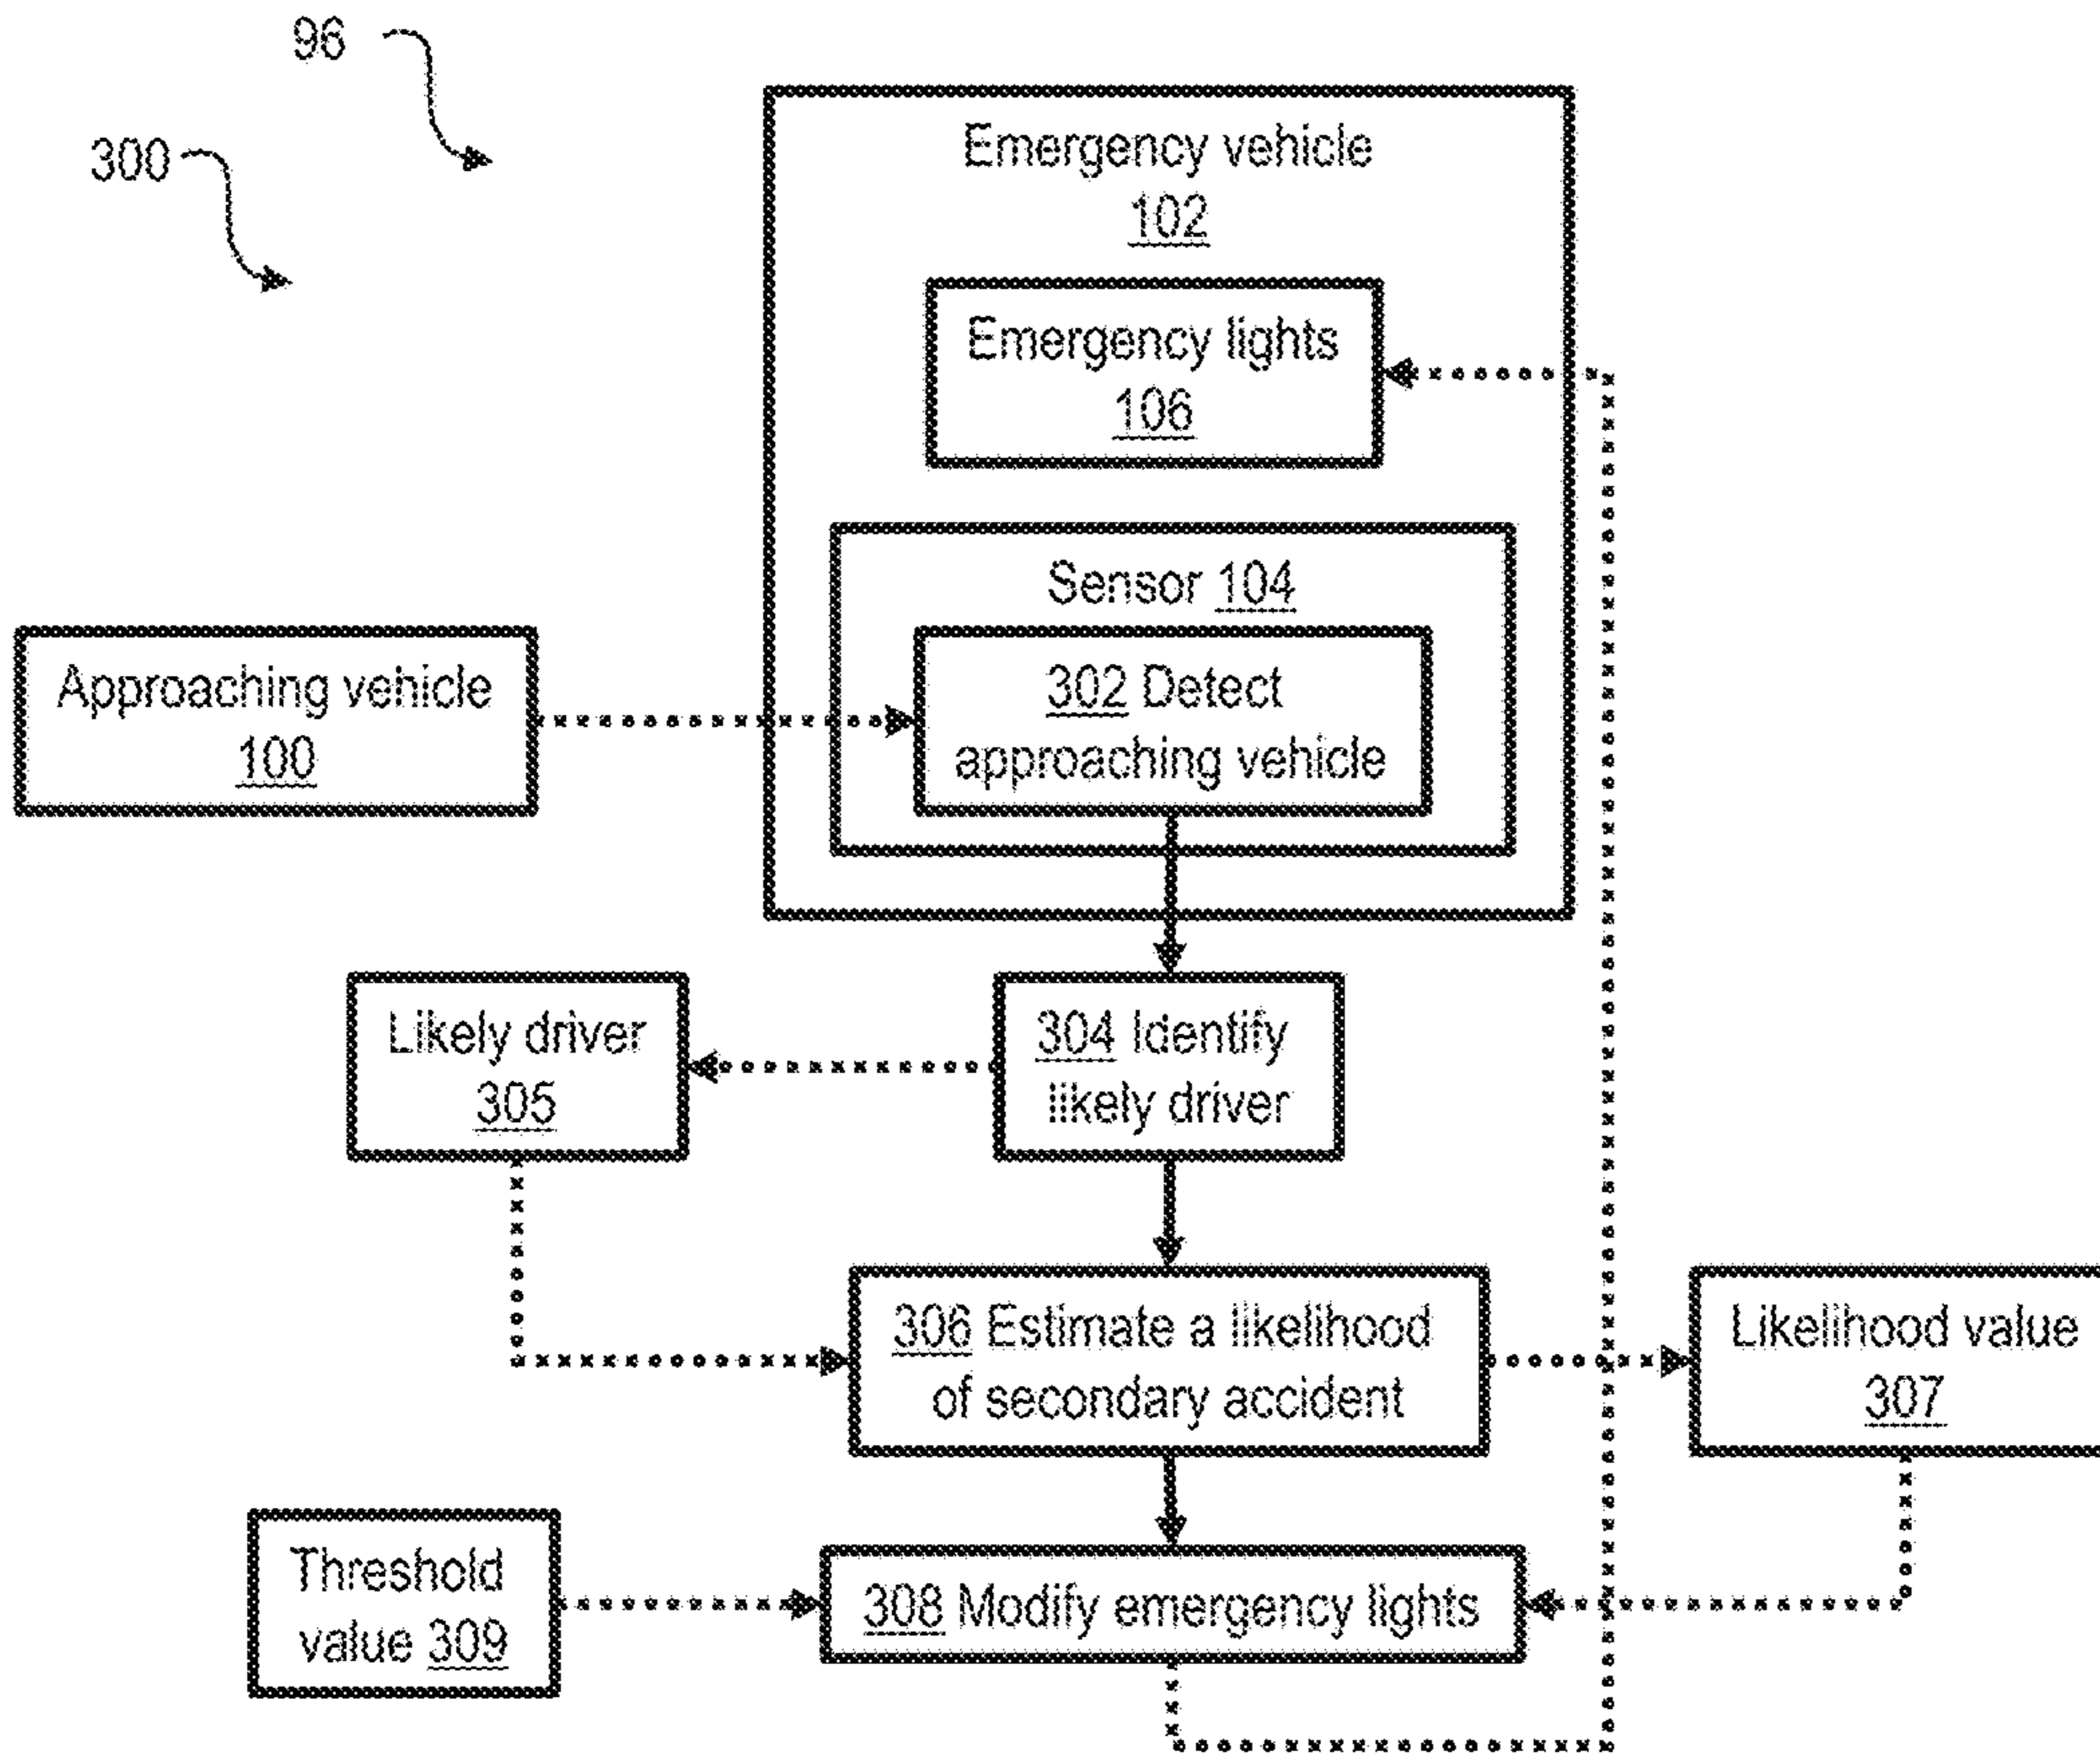 96
300
Emergency vehicle
102
Emergency lights
106
Sensor 104
Approaching vehicle
100
302 Detect
approaching vehicle
Likely driver
305
304 Identify
likely driver
306 Estimate a likelihood
of secondary accident
Likelihood value
307
Threshold
value 309
308 Modify emergency lights